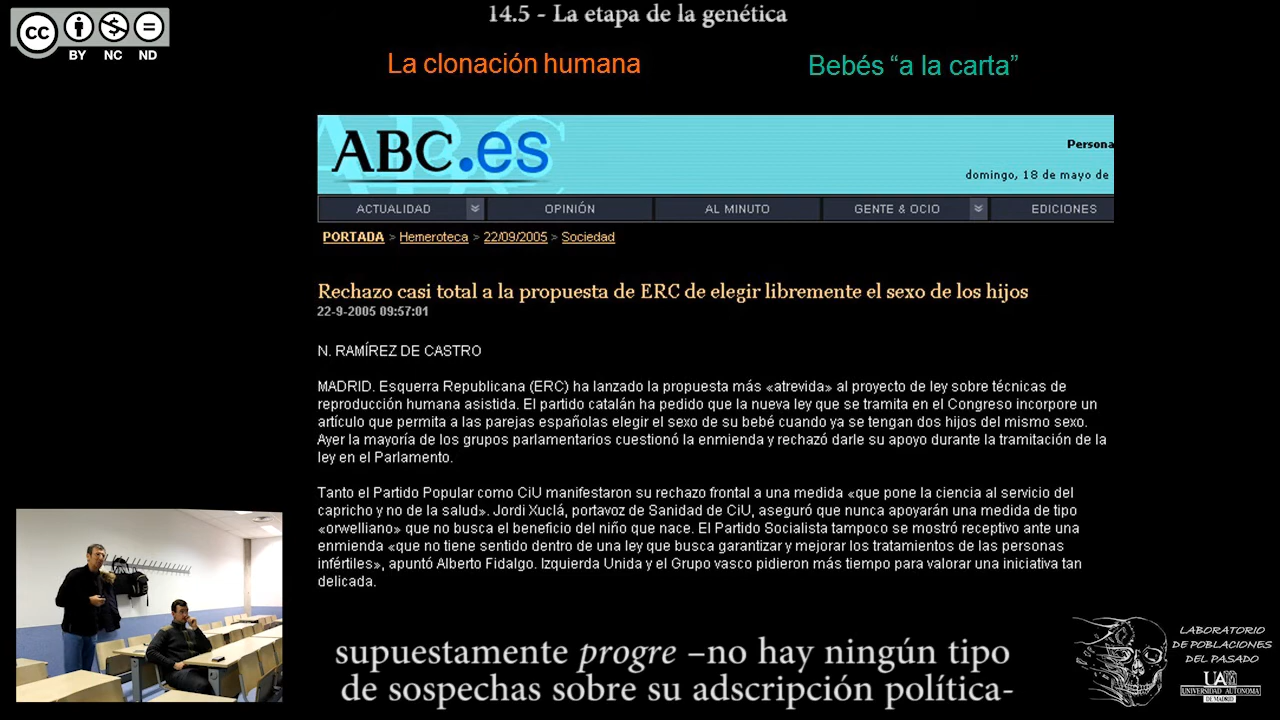 14.5 - La etapa de la genética
CC BY NC ND
La clonación humana
Bebés “a la carta”
ABC.es
Persona
domingo, 18 de mayo de
ACTUALIDAD OPINIÓN AL MINUTO GENTE & OCIO EDICIONES
PORTADA > Hemeroteca > 22/09/2005 > Sociedad
Rechazo casi total a la propuesta de ERC de elegir libremente el sexo de los hijos
22-9-2005 09:57:01
N. RAMÍREZ DE CASTRO
MADRID. Esquerra Republicana (ERC) ha lanzado la propuesta más «atrevida» al proyecto de ley sobre técnicas de
reproducción humana asistida. El partido catalán ha pedido que la nueva ley que se tramita en el Congreso incorpore un
artículo que permita a las parejas españolas elegir el sexo de su bebé cuando ya se tengan dos hijos del mismo sexo.
Ayer la mayoría de los grupos parlamentarios cuestionó la enmienda y rechazó darle su apoyo durante la tramitación de la
ley en el Parlamento.
Tanto el Partido Popular como CiU manifestaron su rechazo frontal a una medida «que pone la ciencia al servicio del
capricho y no de la salud». Jordi Xuclá, portavoz de Sanidad de CiU, aseguró que nunca apoyarán una medida de tipo
«orwelliano» que no busca el beneficio del niño que nace. El Partido Socialista tampoco se mostró receptivo ante una
enmienda «que no tiene sentido dentro de una ley que busca garantizar y mejorar los tratamientos de las personas
infértiles», apuntó Alberto Fidalgo. Izquierda Unida y el Grupo vasco pidieron más tiempo para valorar una iniciativa tan
delicada.
supuestamente progre –no hay ningún tipo
de sospechas sobre su adscripción política-
LABORATORIO
DE POBLACIONES
DEL PASADO
UAM
UNIVERSIDAD AUTONOMA
DE MADRID